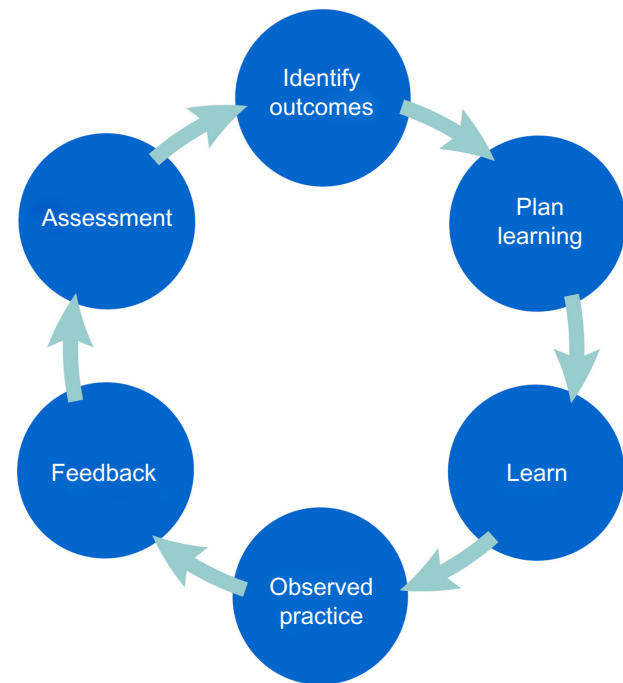 Identify
outcomes
Plan
learning
Learn
Observed
practice
Feedback
Assessment